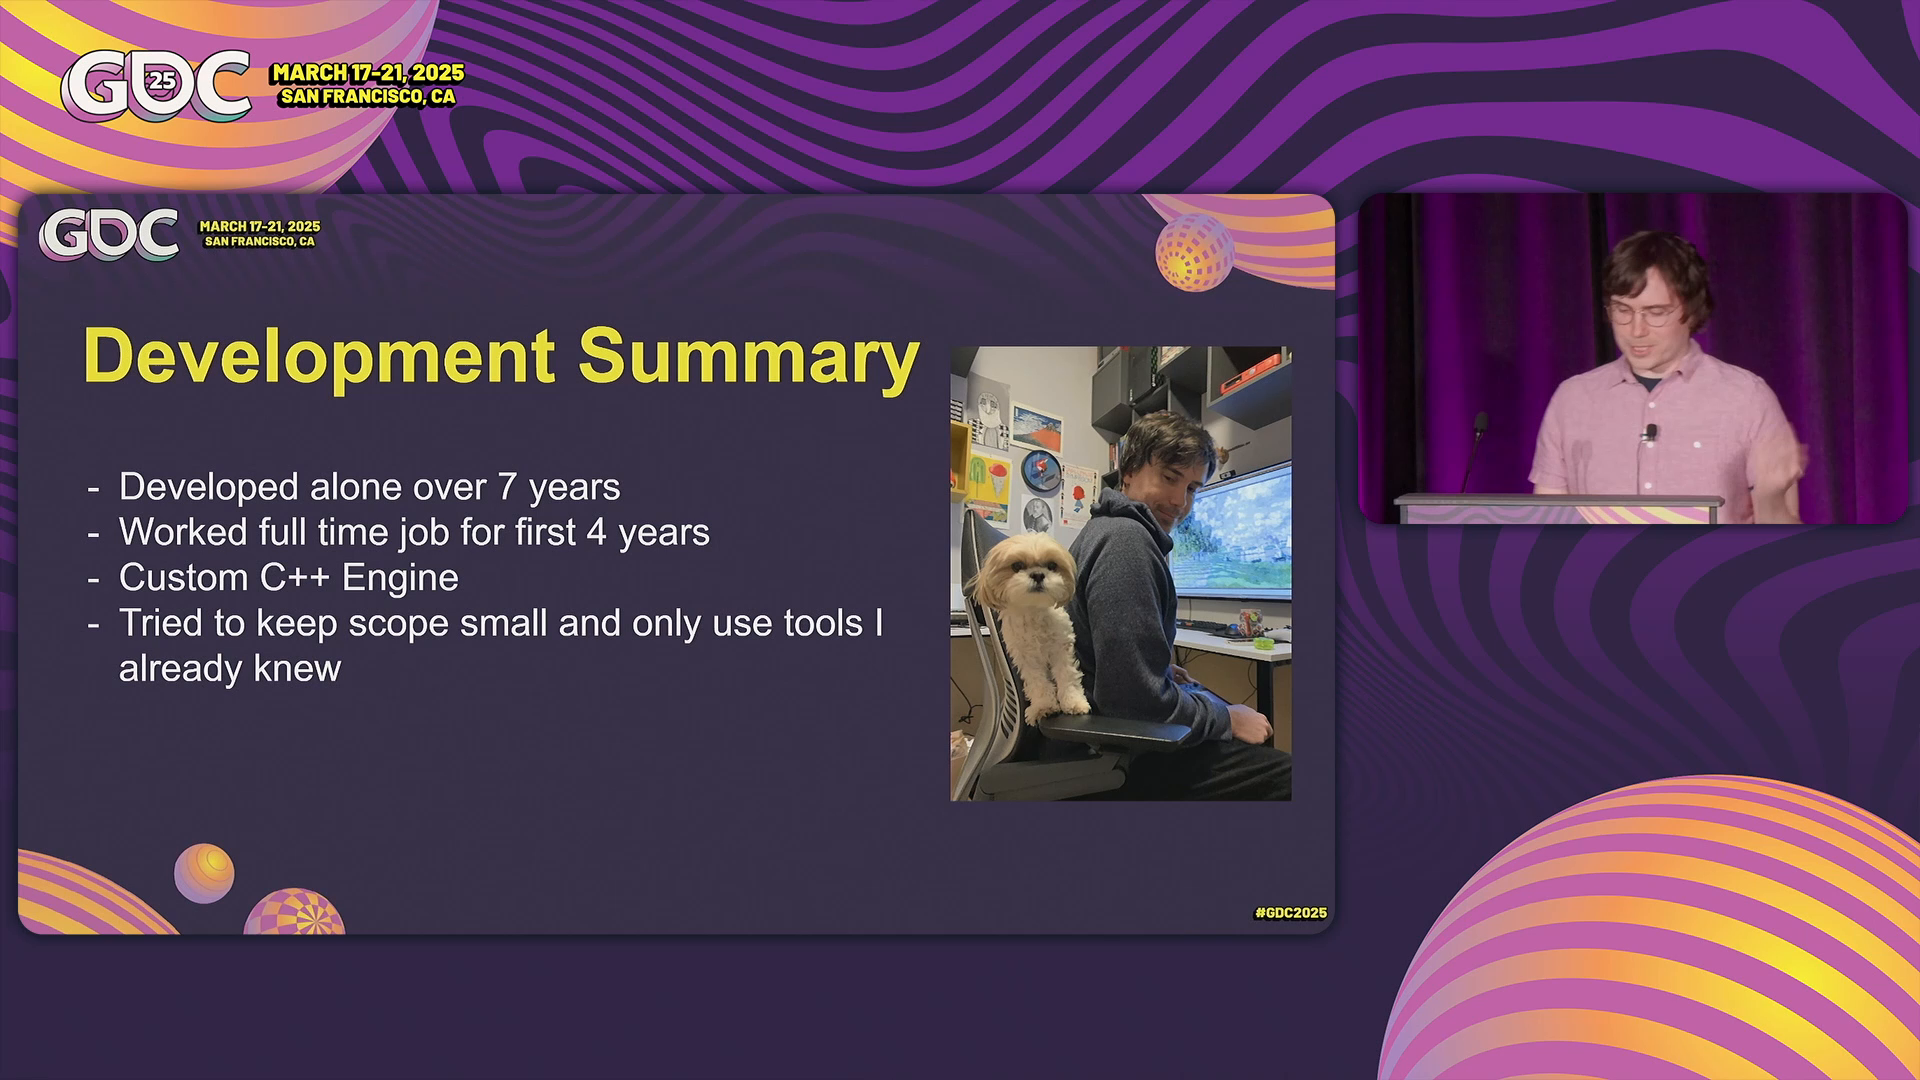 GDC 25
MARCH 17-21, 2025
SAN FRANCISCO, CA
GDC
MARCH 17-21, 2025
SAN FRANCISCO, CA
Development Summary
- Developed alone over 7 years
- Worked full time job for first 4 years
- Custom C++ Engine
- Tried to keep scope small and only use tools I
already knew
#GDC2025